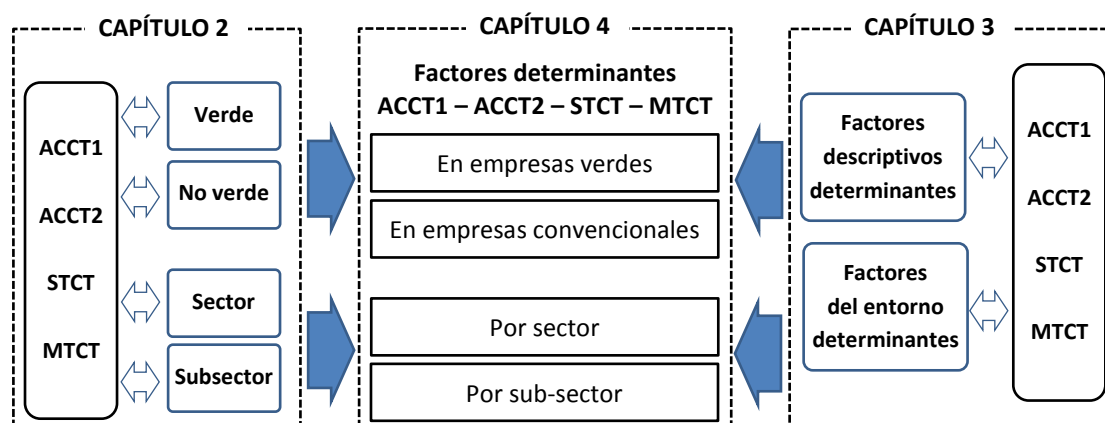 CAPÍTULO 2
ACCT1
ACCT2
STCT
MTCT
Verde
No verde
Sector
Subsector
CAPÍTULO 4
Factores determinantes
ACCT1 – ACCT2 – STCT – MTCT
En empresas verdes
En empresas convencionales
Por sector
Por sub-sector
CAPÍTULO 3
Factores
descriptivos
determinantes
Factores
del entorno
determinantes
ACCT1
ACCT2
STCT
MTCT